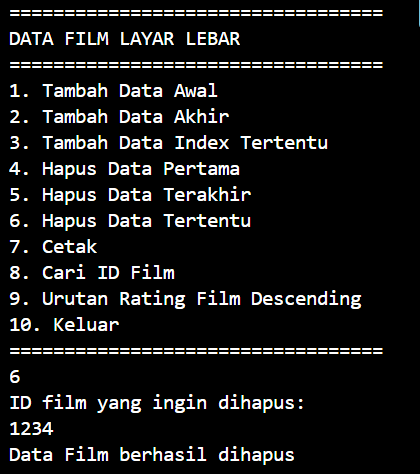 ==================================
DATA FILM LAYAR LEBAR
==================================
1. Tambah Data Awal
2. Tambah Data Akhir
3. Tambah Data Index Tertentu
4. Hapus Data Pertama
5. Hapus Data Terakhir
6. Hapus Data Tertentu
7. Cetak
8. Cari ID Film
9. Urutan Rating Film Descending
10. Keluar
==================================
6
ID film yang ingin dihapus:
1234
Data Film berhasil dihapus